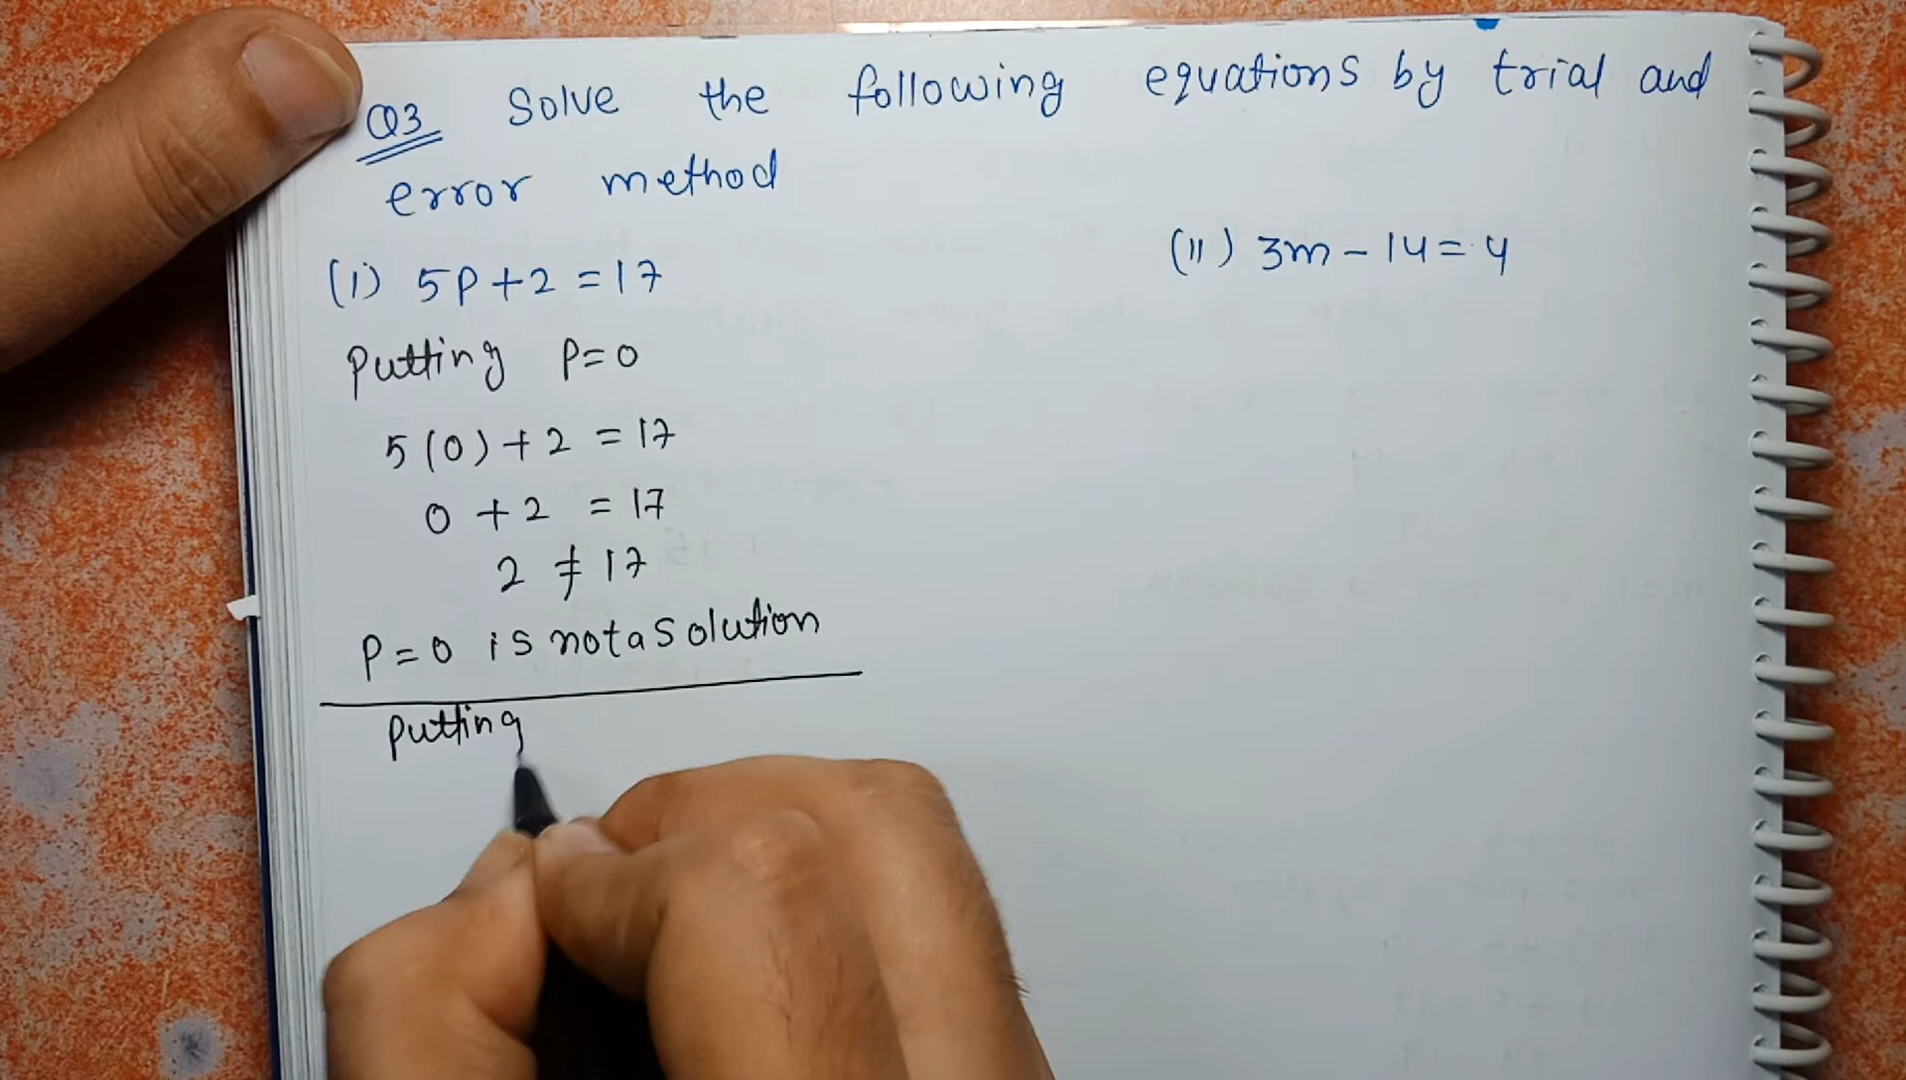 Q3 Solve the following equations by trial and
error method
(i) 5P+2 = 17
Putting P=0
5(0)+2 = 17
0 + 2 = 17
2 ≠ 17
P=0 is not a solution
Putting
(ii) 3m - 14 = 4